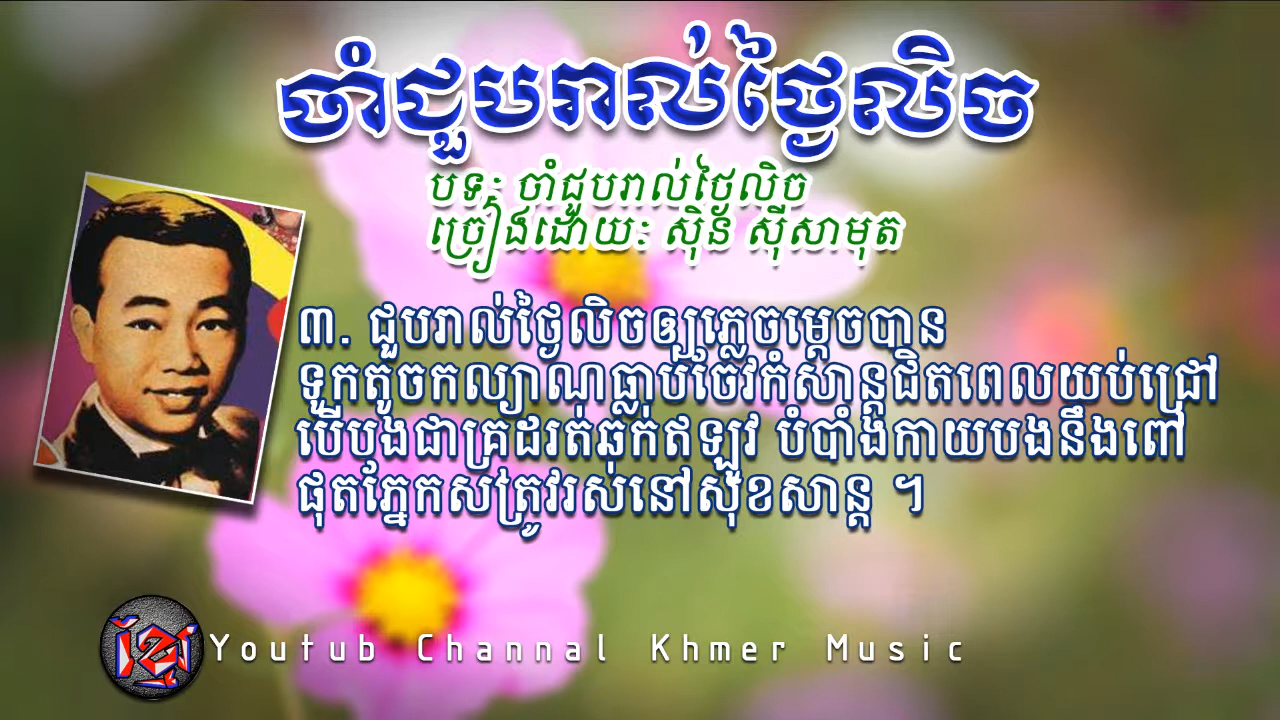 ចាំជួបរាល់ថ្ងៃលិច
បទៈ ចាំជួបរាល់ថ្ងៃលិច
ច្រៀងដោយៈ ស៊ិន ស៊ីសាមុត
៣. ជួបរាល់ថ្ងៃលិចឲ្យភ្លេចម្ដេចបាន
ទូកតូចកល្យាណធ្លាប់ចែវកំសាន្តជិតពេលយប់ជ្រៅ
បើបងជាគ្រដរត់ឆក់ឥឡូវ បំបាំងកាយបងនឹងពៅ
ផុតភ្នែកសត្រូវរស់នៅសុខសាន្ត ។
ខ្មែរ
Youtub Channal Khmer Music